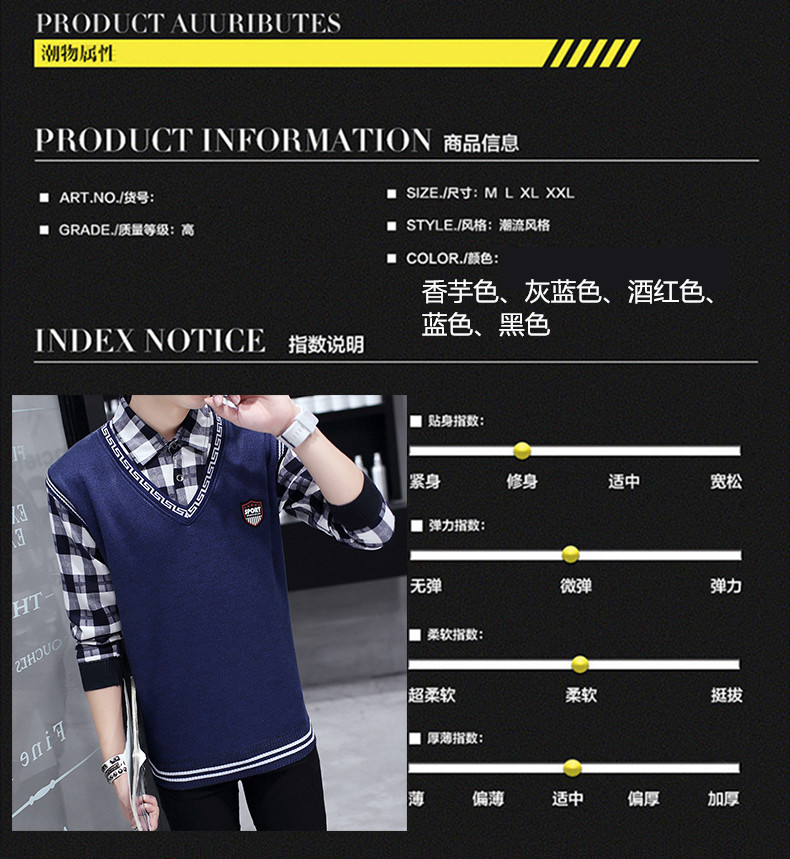 PRODUCT AUURIBUTES
潮物属性
PRODUCT INFORMATION 商品信息
ART.NO./货号:
SIZE./尺寸: M L XL XXL
GRADE./质量等级: 高
STYLE./风格: 潮流风格
COLOR./颜色:
香芋色、灰蓝色、酒红色、
蓝色、黑色
INDEX NOTICE 指数说明
贴身指数:
紧身 修身 适中 宽松
弹力指数:
无弹 微弹 弹力
柔软指数:
超柔软 柔软 挺拔
厚薄指数:
薄 偏薄 适中 偏厚 加厚
SPORT
Fine